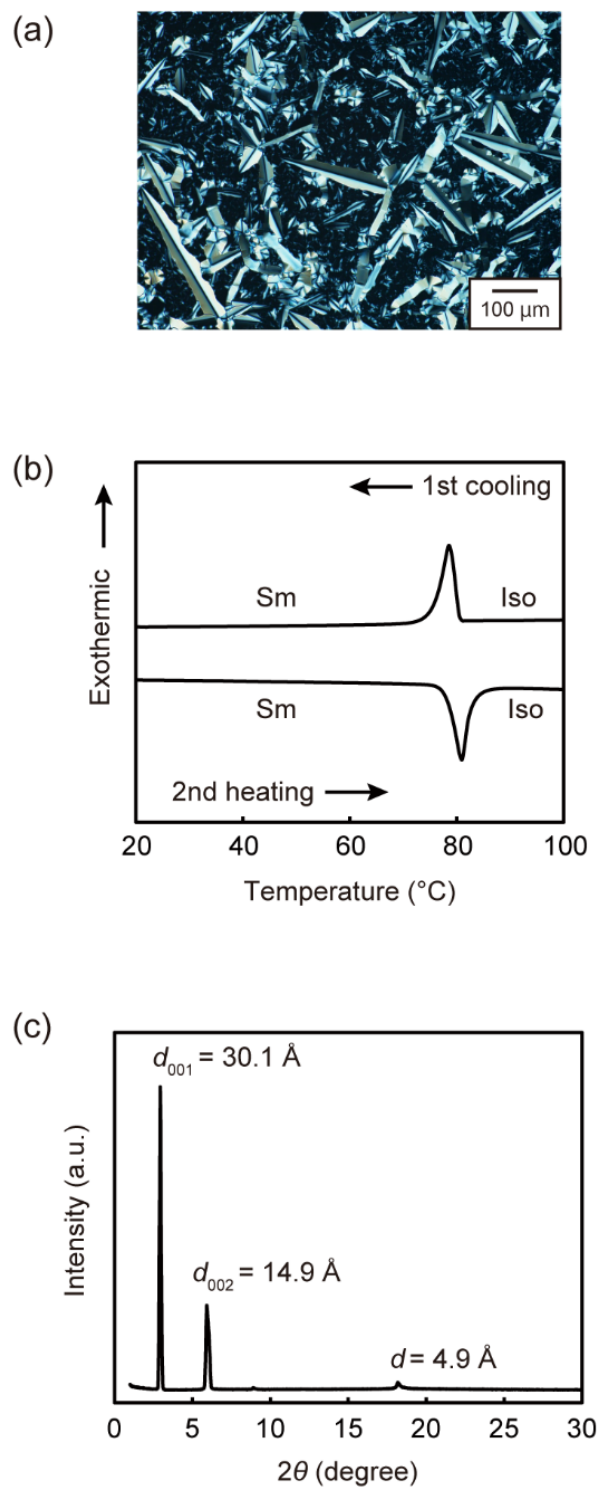 (a)
100 µm
(b)
1st cooling
Sm
Iso
Exothermic
Sm
Iso
2nd heating
20
40
60
80
100
Temperature (°C)
(c)
d001 = 30.1 Å
d002 = 14.9 Å
d = 4.9 Å
Intensity (a.u.)
0
5
10
15
20
25
30
2θ (degree)